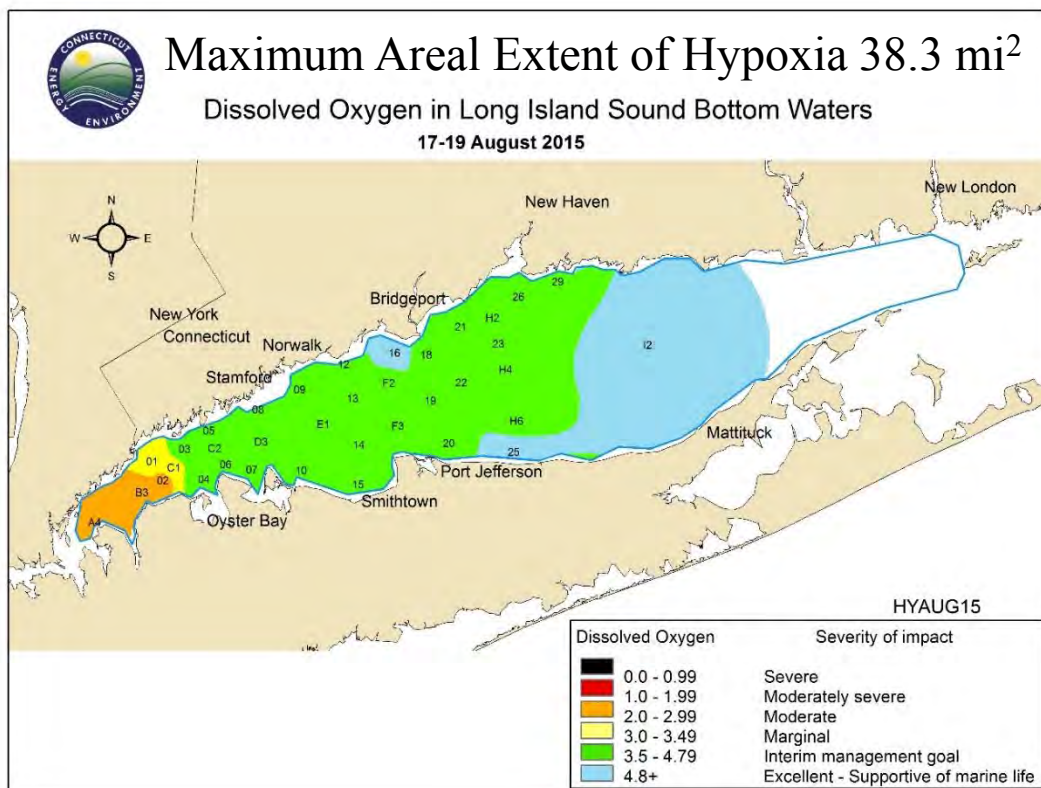 CONNECTICUT
ENERGY ENVIRONMENT
Maximum Areal Extent of Hypoxia 38.3 mi²
Dissolved Oxygen in Long Island Sound Bottom Waters
17-19 August 2015
N
W E
S
New London
New Haven
Bridgeport
New York
Connecticut
Norwalk
Stamford
29
26
H2
21
23
16
18
12
I2
H4
F2
22
09
13
19
08
E1
F3
H6
05
D3
14
20
03
C2
25
Mattituck
01
C1
06
07
10
Port Jefferson
02
04
15
Smithtown
B3
A4
Oyster Bay
HYAUG15
Dissolved Oxygen Severity of impact
0.0 - 0.99 Severe
1.0 - 1.99 Moderately severe
2.0 - 2.99 Moderate
3.0 - 3.49 Marginal
3.5 - 4.79 Interim management goal
4.8+ Excellent - Supportive of marine life